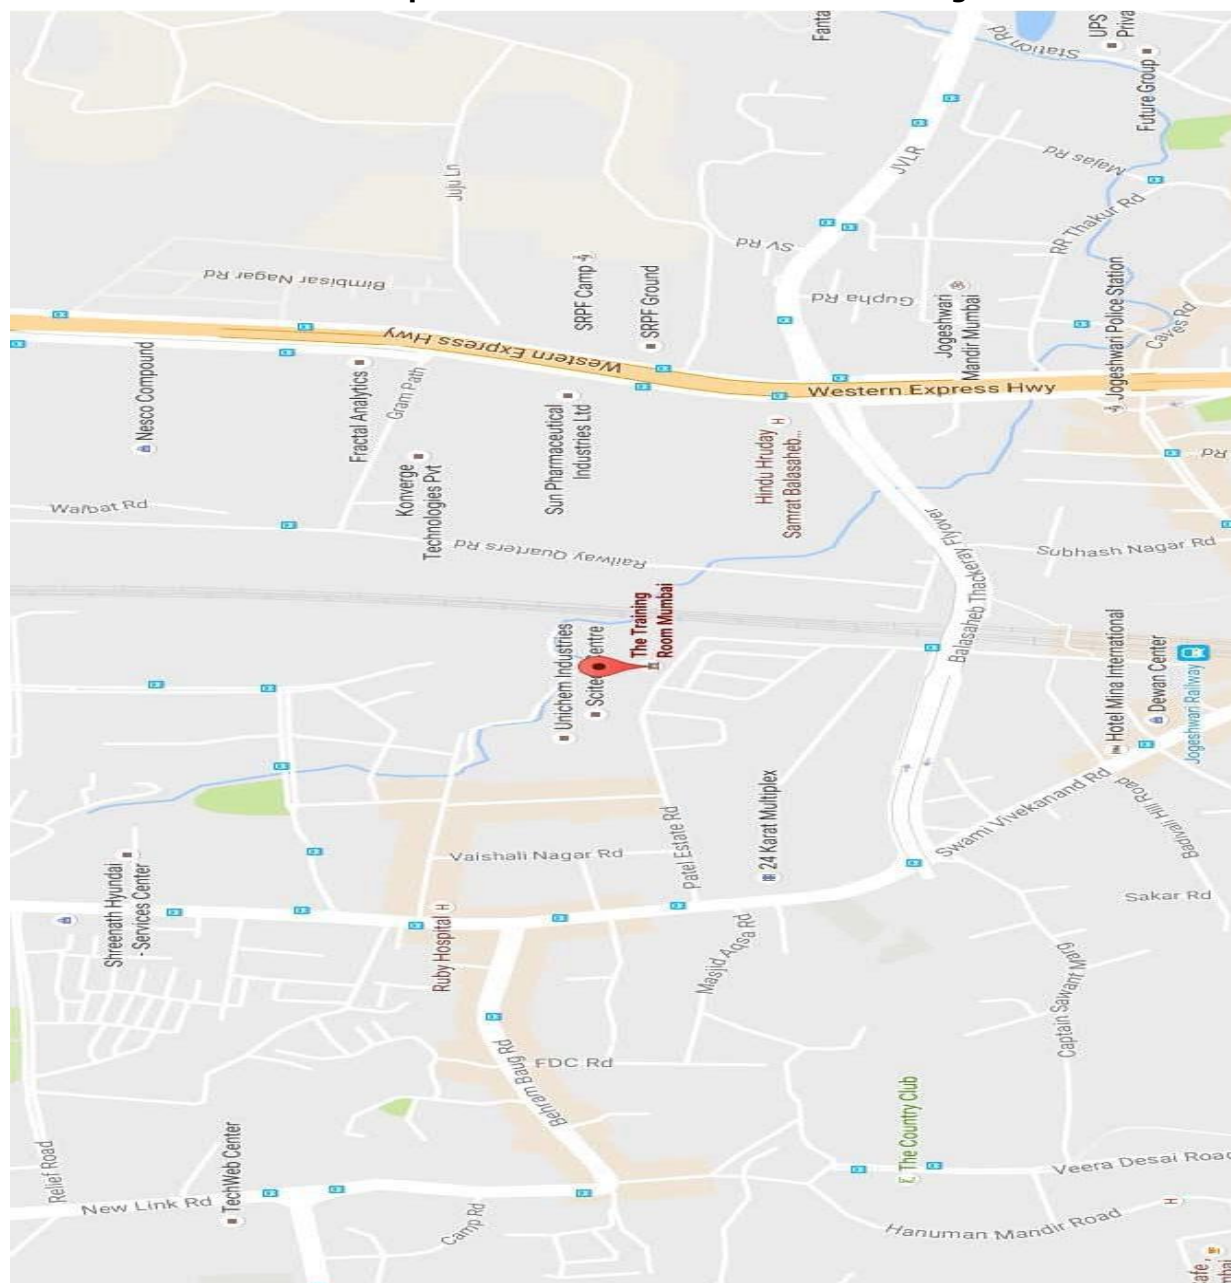 Fanta
UPS
Priva
Station Rd
Future Group
JVLR
Majas Rd
Juju Ln
RR Thakur Rd
SV Rd
Bimbisar Nagar Rd
SRPF Camp
SRPF Ground
Gupha Rd
Jogeshwari
Mandir Mumbai
Jogeshwari Police Station
Caves Rd
Western Express Hwy
Western Express Hwy
Nesco Compound
Fractal Analytics
Gram Path
Sun Pharmaceutical
Industries Ltd
Hindu Hruday
Samrat Balasaheb...
Rd...
Konverge
Technologies Pvt
Walbat Rd
Railway Quarters Rd
Balasaheb Thackeray Flyover
Subhash Nagar Rd
The Training
Room Mumbai
Unichem Industries
Scitech Centre
Hotel Mina International
Dewan Center
Jogeshwari Railway
24 Karat Multiplex
Swami Vivekanand Rd
Badvali Hill Road
Patel Estate Rd
Vaishali Nagar Rd
Sakar Rd
Shreenath Hyundai
- Services Center
Ruby Hospital
H
Masjid Aqsa Rd
Captain Sawant Marg
Behram Baug Rd
FDC Rd
The Country Club
Relief Road
TechWeb Center
New Link Rd
Camp Rd
Veera Desai Road
Hanuman Mandir Road
H
H